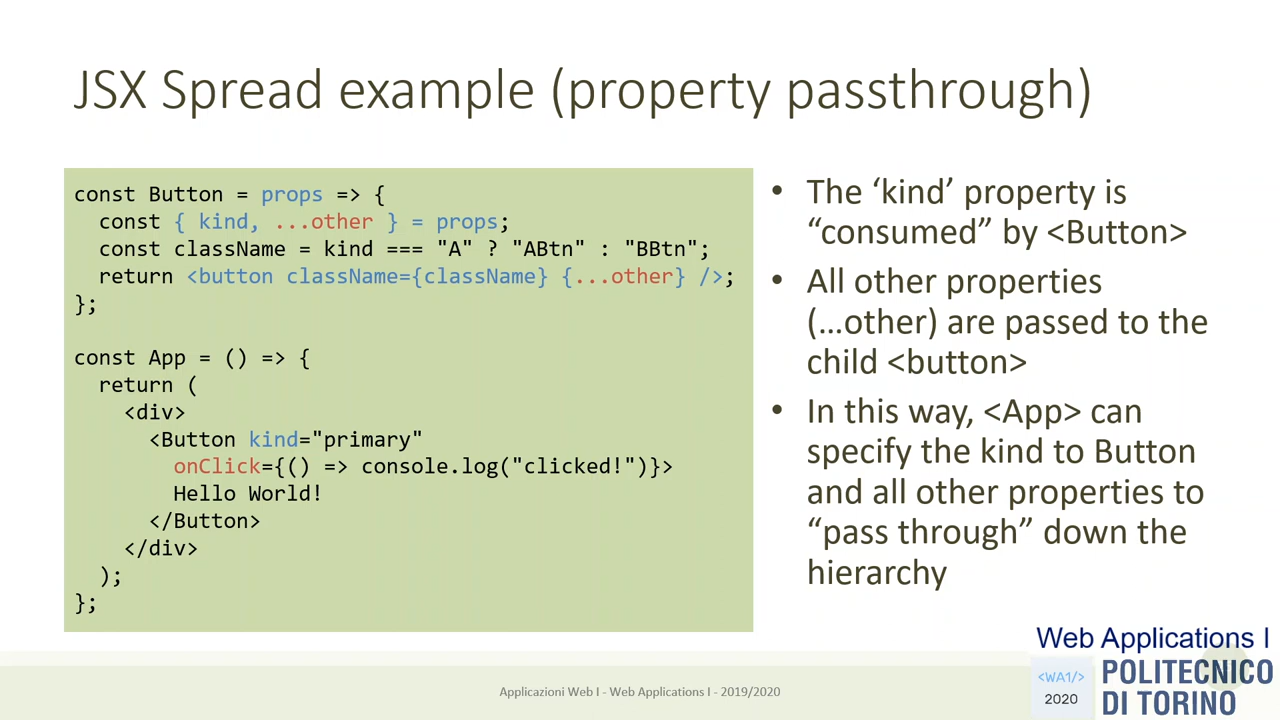 JSX Spread example (property passthrough)
const Button = props => {
  const { kind, ...other } = props;
  const className = kind === "A" ? "ABtn" : "BBtn";
  return <button className={className} {...other} />;
};
const App = () => {
  return (
    <div>
      <Button kind="primary"
        onClick={() => console.log("clicked!")}>
        Hello World!
      </Button>
    </div>
  );
};
• The ‘kind’ property is
“consumed” by <Button>
• All other properties
(…other) are passed to the
child <button>
• In this way, <App> can
specify the kind to Button
and all other properties to
“pass through” down the
hierarchy
Applicazioni Web I - Web Applications I - 2019/2020
Web Applications I
<WA1/>
2020
POLITECNICO
DI TORINO